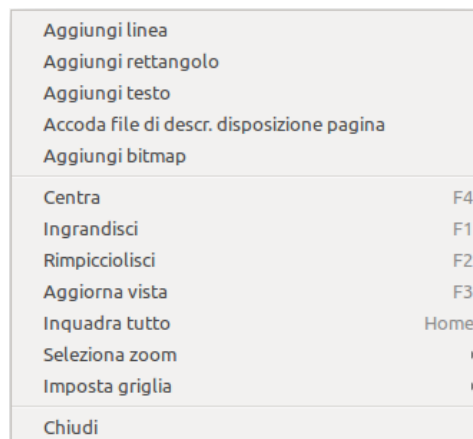 Aggiungi linea
Aggiungi rettangolo
Aggiungi testo
Accoda file di descr. disposizione pagina
Aggiungi bitmap
Centra F4
Ingrandisci F1
Rimpicciolisci F2
Aggiorna vista F3
Inquadra tutto Home
Seleziona zoom
Imposta griglia
Chiudi